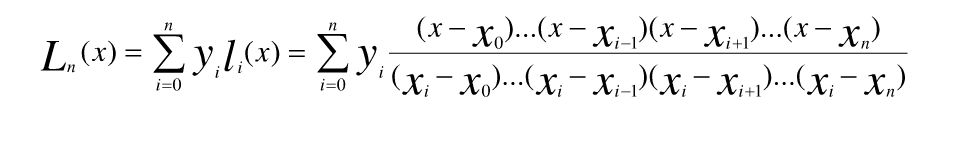 L_n(x) = \sum_{i=0}^{n} y_i l_i(x) = \sum_{i=0}^{n} y_i \frac{(x - x_0)...(x - x_{i-1})(x - x_{i+1})...(x - x_n)}{(x_i - x_0)...(x_i - x_{i-1})(x_i - x_{i+1})...(x_i - x_n)}